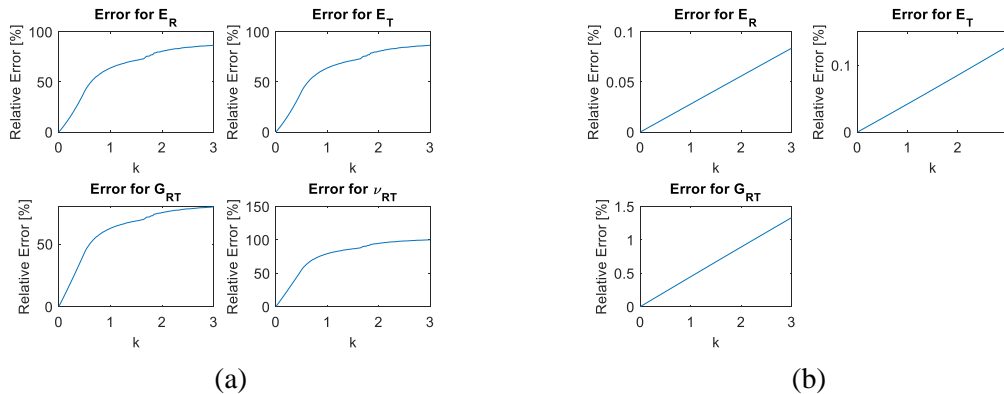 Error for E_R
Relative Error [%]
100
50
0
0 1 2 3
k
Error for E_T
Relative Error [%]
100
50
0
0 1 2 3
k
Error for G_RT
Relative Error [%]
50
0
0 1 2 3
k
Error for ν_RT
Relative Error [%]
150
100
50
0
0 1 2 3
k
(a)
Error for E_R
Relative Error [%]
0.1
0.05
0
0 1 2 3
k
Error for E_T
Relative Error [%]
0.1
0
0 1 2
k
Error for G_RT
Relative Error [%]
1.5
1
0.5
0
0 1 2 3
k
(b)